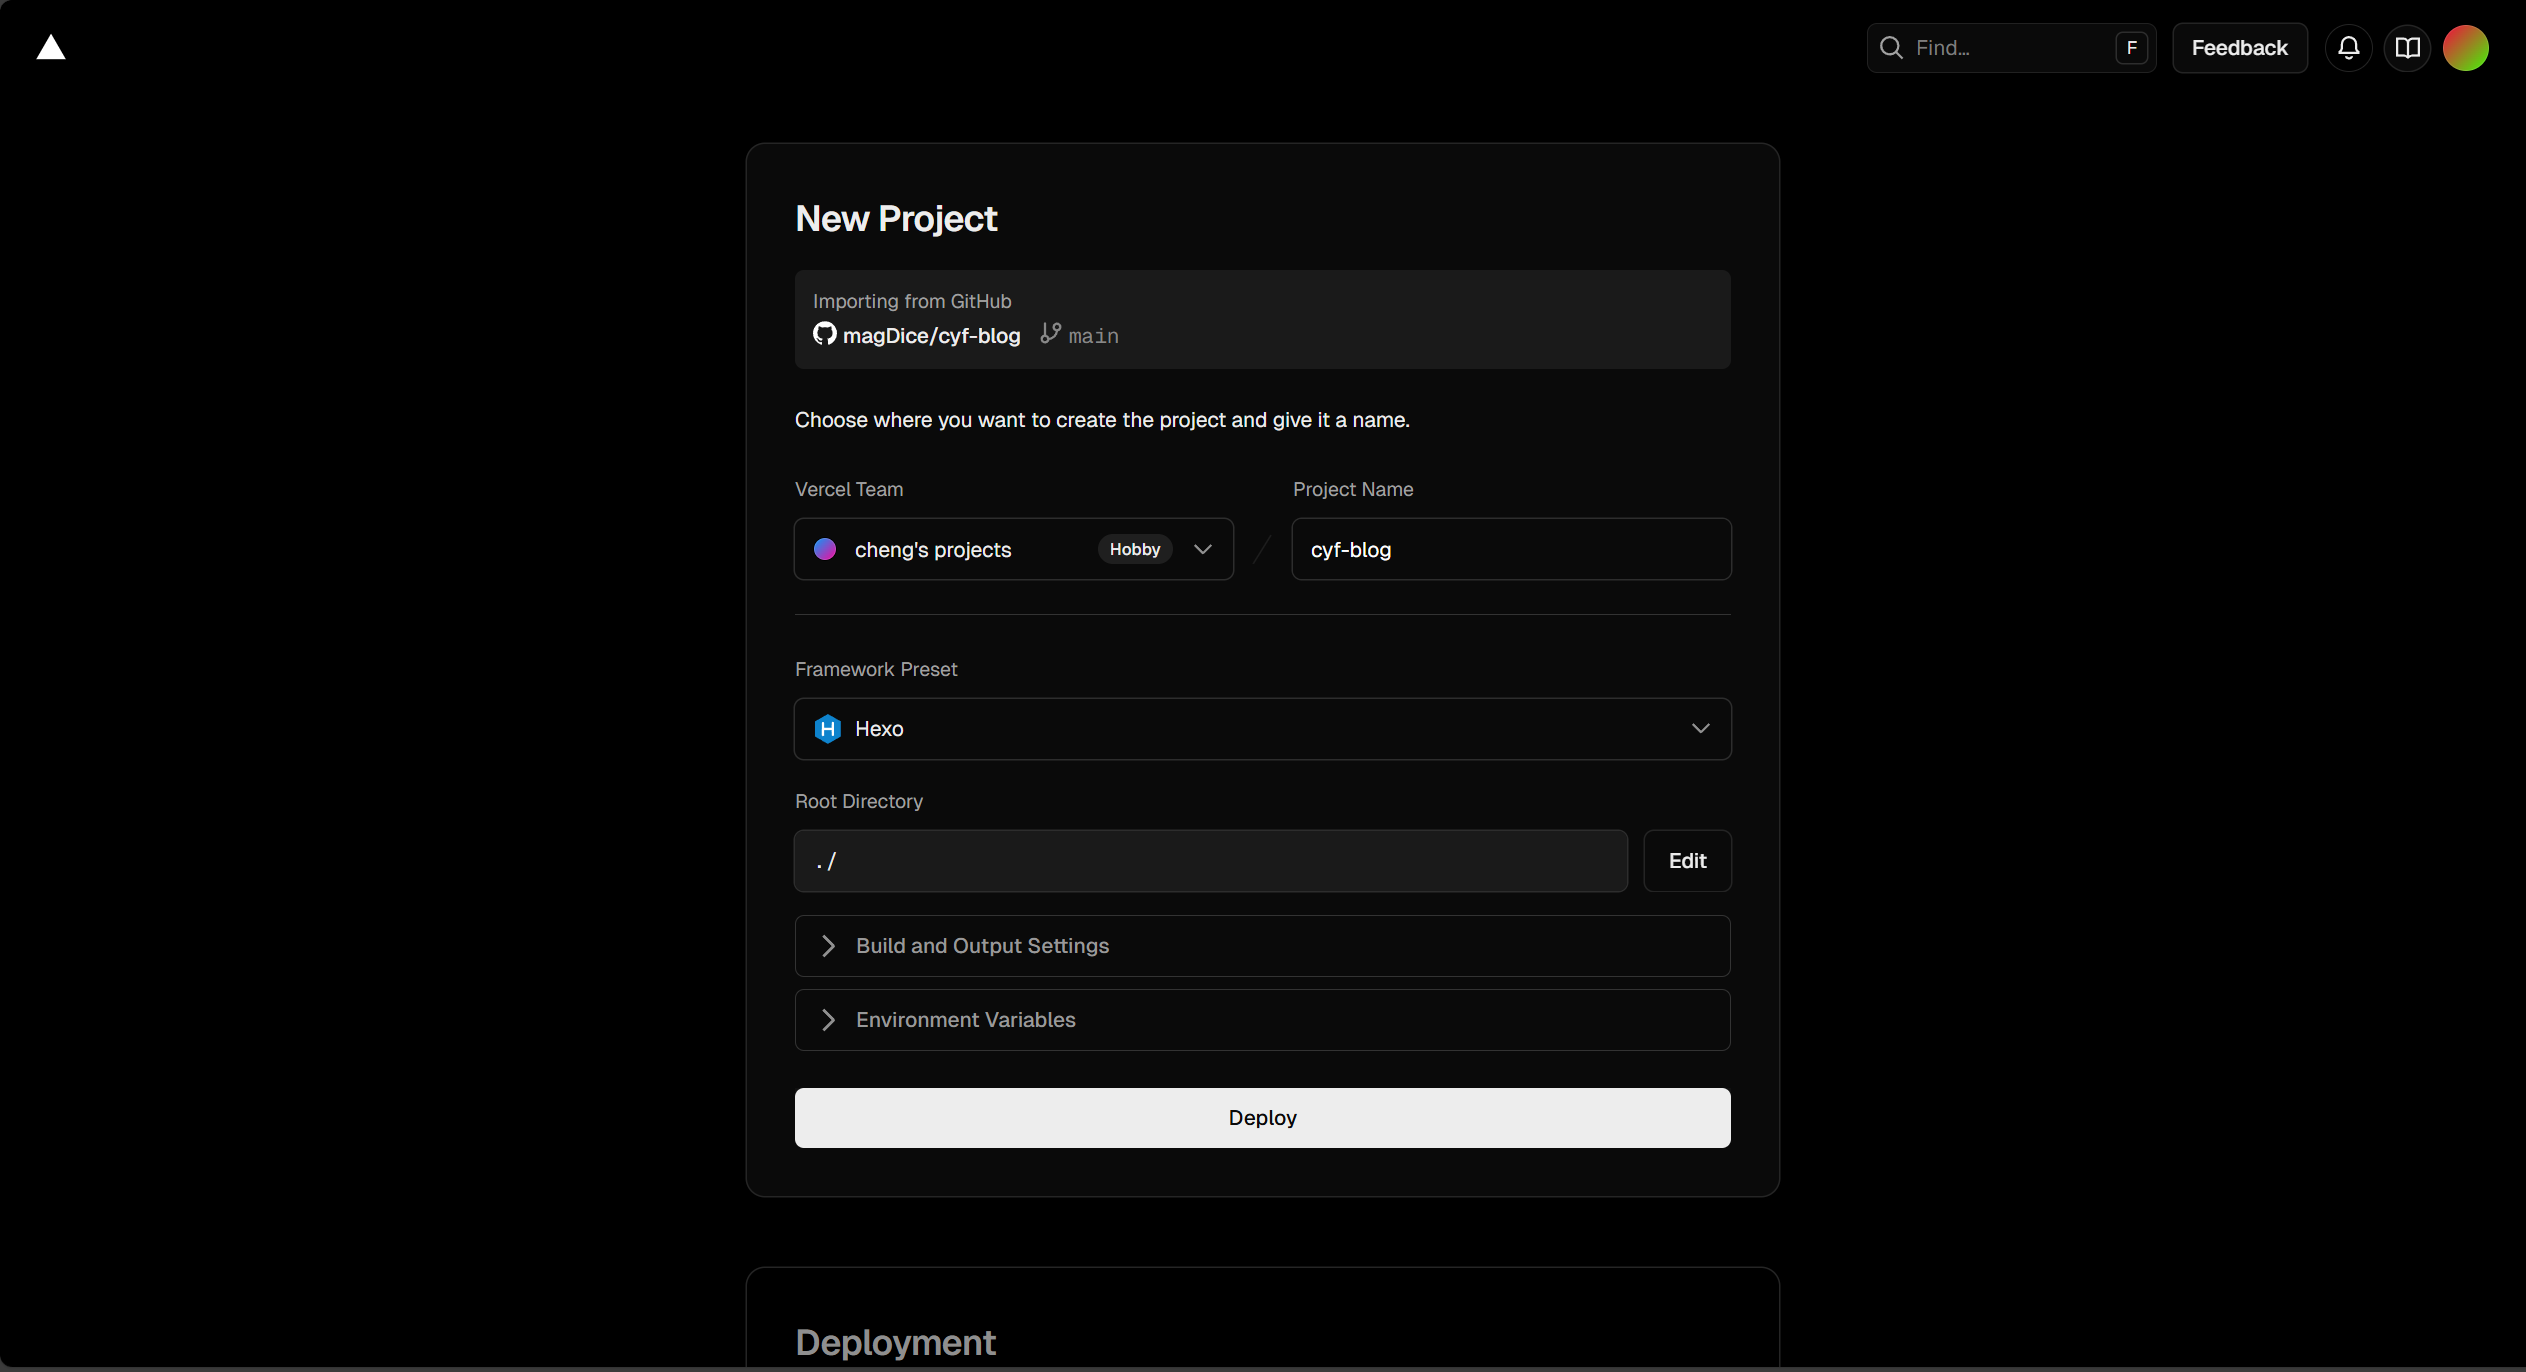 Find...
F
Feedback
New Project
Importing from GitHub
magDice/cyf-blog main
Choose where you want to create the project and give it a name.
Vercel Team
Project Name
cheng's projects Hobby
cyf-blog
Framework Preset
H Hexo
Root Directory
./
Edit
Build and Output Settings
Environment Variables
Deploy
Deployment